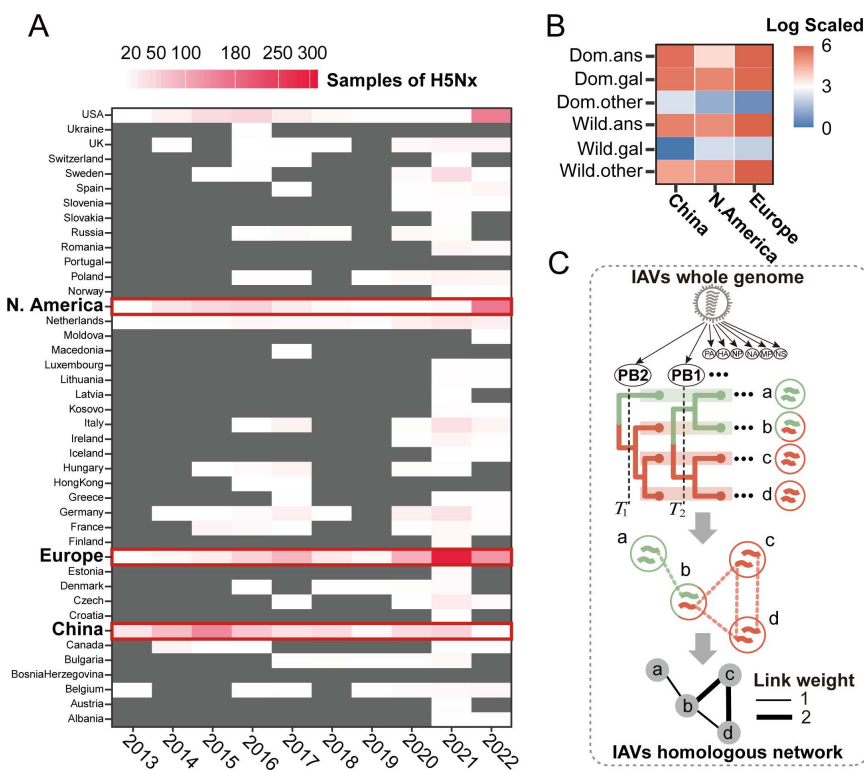 A
20 50 100 180 250 300
Samples of H5Nx
USA
Ukraine
UK
Switzerland
Sweden
Spain
Slovenia
Slovakia
Russia
Romania
Portugal
Poland
Norway
N. America
Netherlands
Moldova
Macedonia
Luxembourg
Lithuania
Latvia
Kosovo
Italy
Ireland
Iceland
Hungary
HongKong
Greece
Germany
France
Finland
Europe
Estonia
Denmark
Czech
Croatia
China
Canada
Bulgaria
BosniaHerzegovina
Belgium
Austria
Albania
2013 2014 2015 2016 2017 2018 2019 2020 2021 2022
B
Log Scaled
6
3
0
Dom.ans
Dom.gal
Dom.other
Wild.ans
Wild.gal
Wild.other
China N.America Europe
C
IAVs whole genome
PA HA NP NA MP NS
PB2 PB1 •••
••• a
••• b
••• c
••• d
T1 T2
a
b
c
d
a
b
c
d
Link weight
1
2
IAVs homologous network